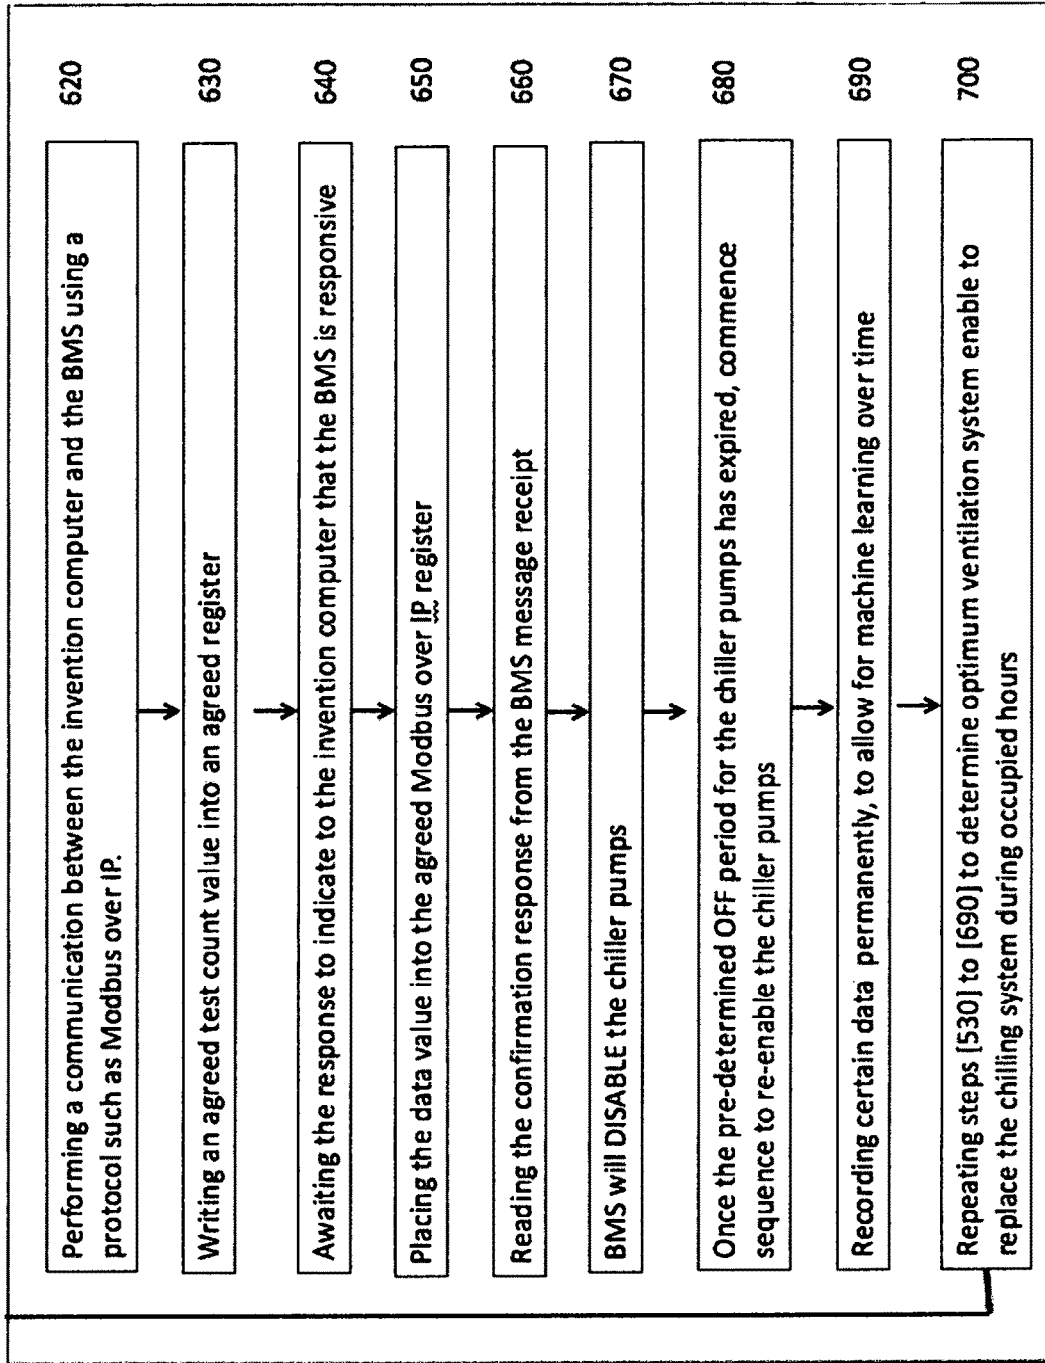 Performing a communication between the invention computer and the BMS using a
protocol such as Modbus over IP.
620
Writing an agreed test count value into an agreed register
630
Awaiting the response to indicate to the invention computer that the BMS is responsive
640
Placing the data value into the agreed Modbus over IP register
650
Reading the confirmation response from the BMS message receipt
660
BMS will DISABLE the chiller pumps
670
Once the pre-determined OFF period for the chiller pumps has expired, commence
sequence to re-enable the chiller pumps
680
Recording certain data permanently, to allow for machine learning over time
690
Repeating steps [530] to [690] to determine optimum ventilation system enable to
replace the chilling system during occupied hours
700